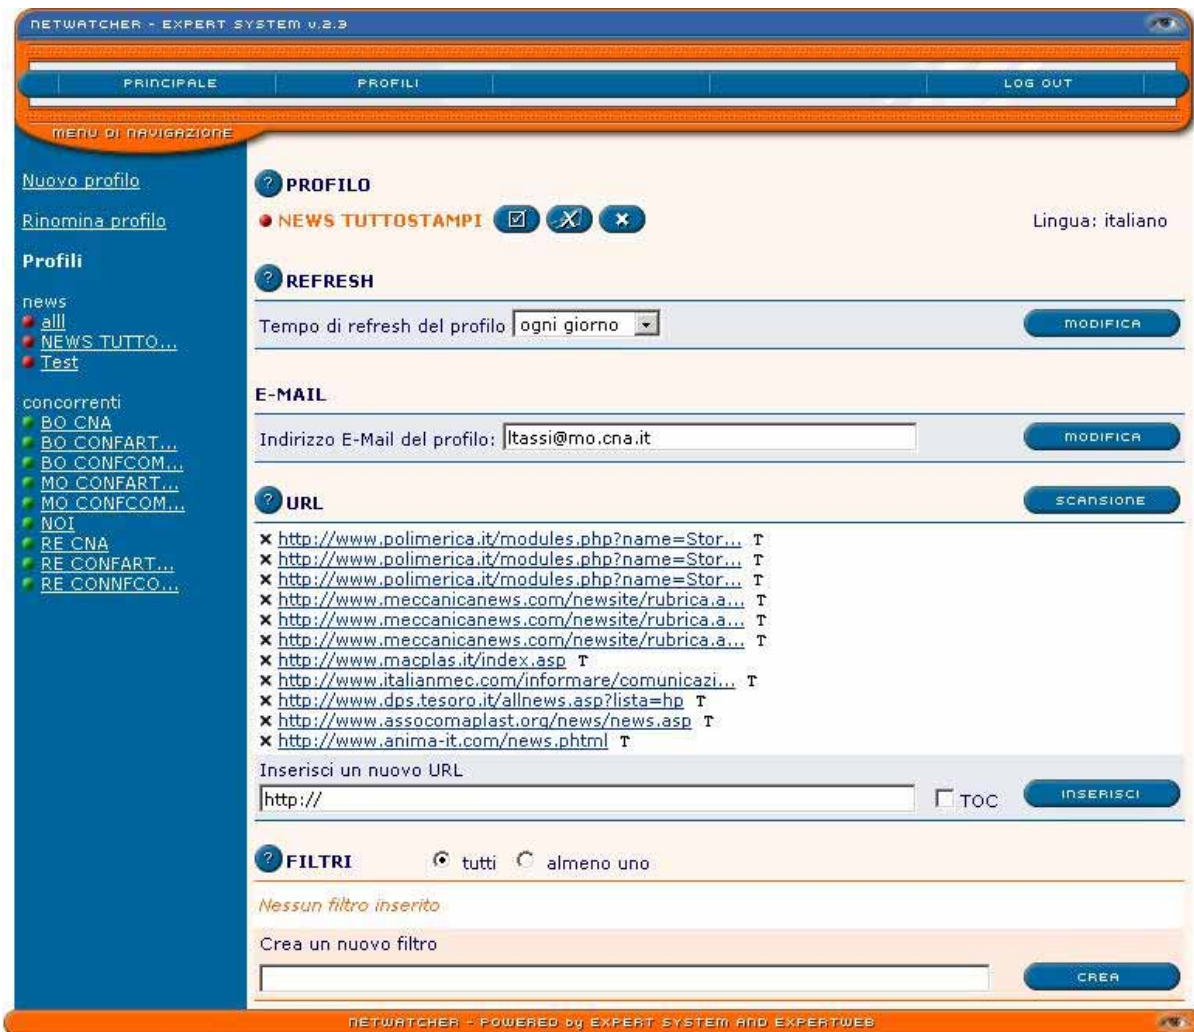 NETWATCHER - EXPERT SYSTEM v.2.3
PRINCIPALE PROFILI LOG OUT
MENU DI NAVIGAZIONE
Nuovo profilo
Rinomina profilo
Profili
news
alll
NEWS TUTTO...
Test
concorrenti
BO CNA
BO CONFART...
BO CONFCOM...
MO CONFART...
MO CONFCOM...
NOI
RE CNA
RE CONFART...
RE CONNFCO...
? PROFILO
NEWS TUTTOSTAMPI
Lingua: italiano
? REFRESH
Tempo di refresh del profilo ogni giorno MODIFICA
E-MAIL
Indirizzo E-Mail del profilo: ltassi@mo.cna.it MODIFICA
? URL SCANSIONE
http://www.polimerica.it/modules.php?name=Stor... T
http://www.polimerica.it/modules.php?name=Stor... T
http://www.polimerica.it/modules.php?name=Stor... T
http://www.meccanicanews.com/newsite/rubrica.a... T
http://www.meccanicanews.com/newsite/rubrica.a... T
http://www.meccanicanews.com/newsite/rubrica.a... T
http://www.macplas.it/index.asp T
http://www.italianmec.com/informare/comunicazi... T
http://www.dps.tesoro.it/allnews.asp?lista=hp T
http://www.assocomaplast.org/news/news.asp T
http://www.anima-it.com/news.phtml T
Inserisci un nuovo URL
http:// TOC INSERISCI
? FILTRI tutti almeno uno
Nessun filtro inserito
Crea un nuovo filtro
CREA
NETWATCHER - POWERED by EXPERT SYSTEM AND EXPERTWEB